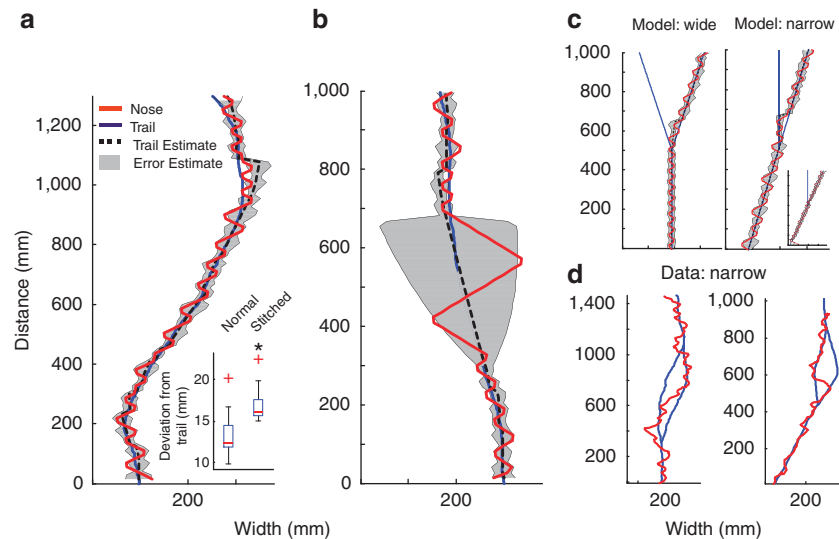 a
Nose
Trail
Trail Estimate
Error Estimate
Distance (mm)
1,200
1,000
800
600
400
200
0
200
Normal
Stitched
*
Deviation from
trail (mm)
20
15
10
b
1,000
800
600
400
200
0
200
Width (mm)
c
Model: wide
Model: narrow
1,000
800
600
400
200
d
Data: narrow
1,400
1000
800
600
400
200
200
1,000
800
600
400
200
200
Width (mm)